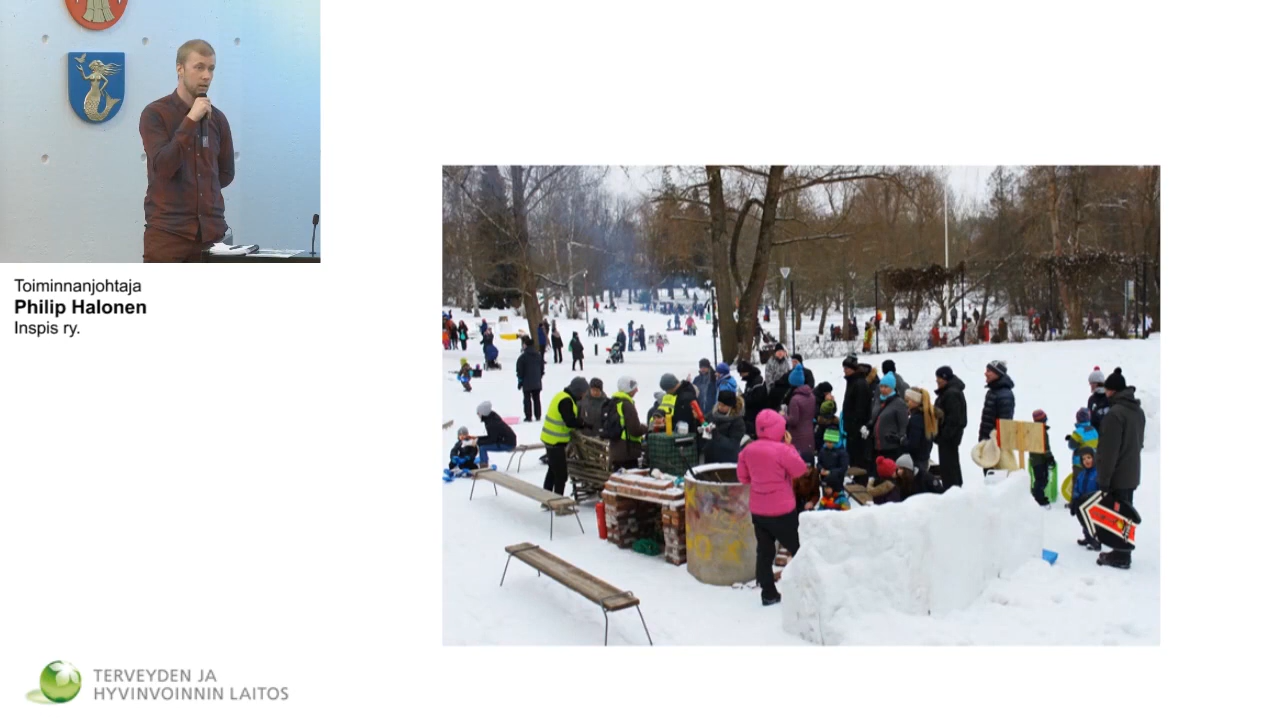 Toiminnanjohtaja
Philip Halonen
Inspis ry.
TERVEYDEN JA
HYVINVOINNIN LAITOS